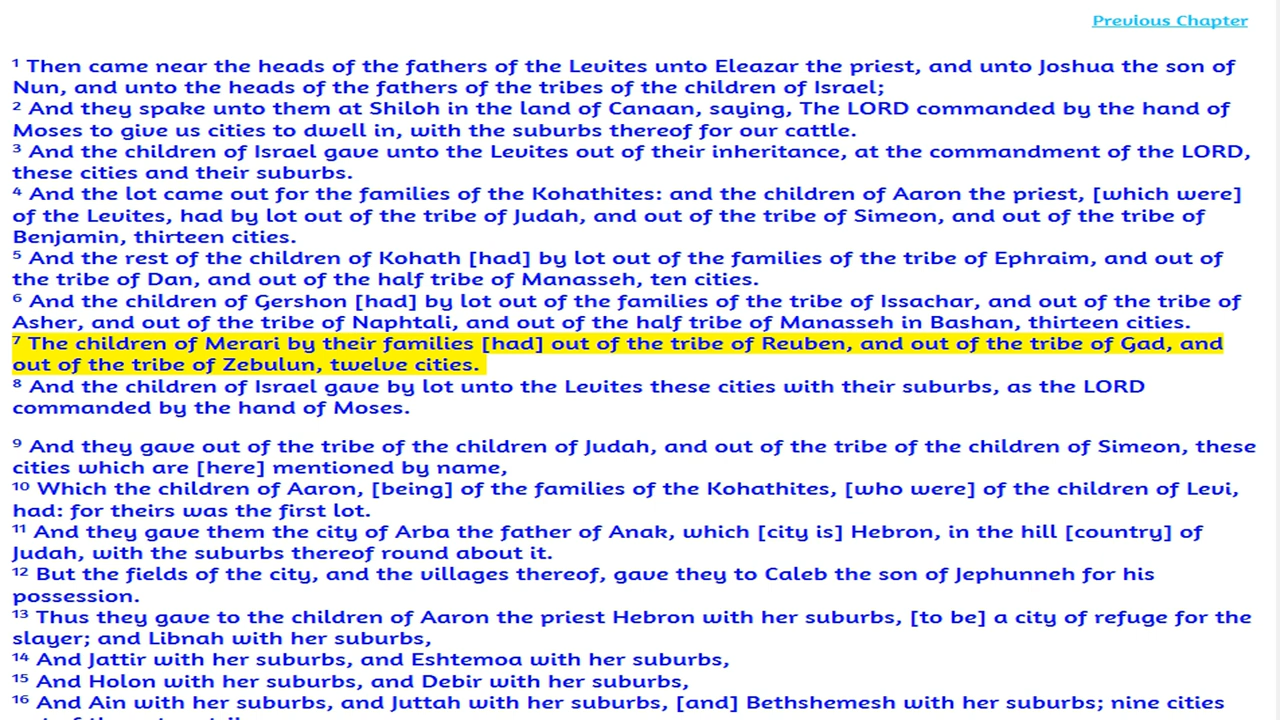 Previous Chapter
1 Then came near the heads of the fathers of the Levites unto Eleazar the priest, and unto Joshua the son of
Nun, and unto the heads of the fathers of the tribes of the children of Israel;
2 And they spake unto them at Shiloh in the land of Canaan, saying, The LORD commanded by the hand of
Moses to give us cities to dwell in, with the suburbs thereof for our cattle.
3 And the children of Israel gave unto the Levites out of their inheritance, at the commandment of the LORD,
these cities and their suburbs.
4 And the lot came out for the families of the Kohathites: and the children of Aaron the priest, [which were]
of the Levites, had by lot out of the tribe of Judah, and out of the tribe of Simeon, and out of the tribe of
Benjamin, thirteen cities.
5 And the rest of the children of Kohath [had] by lot out of the families of the tribe of Ephraim, and out of
the tribe of Dan, and out of the half tribe of Manasseh, ten cities.
6 And the children of Gershon [had] by lot out of the families of the tribe of Issachar, and out of the tribe of
Asher, and out of the tribe of Naphtali, and out of the half tribe of Manasseh in Bashan, thirteen cities.
7 The children of Merari by their families [had] out of the tribe of Reuben, and out of the tribe of Gad, and
out of the tribe of Zebulun, twelve cities.
8 And the children of Israel gave by lot unto the Levites these cities with their suburbs, as the LORD
commanded by the hand of Moses.
9 And they gave out of the tribe of the children of Judah, and out of the tribe of the children of Simeon, these
cities which are [here] mentioned by name,
10 Which the children of Aaron, [being] of the families of the Kohathites, [who were] of the children of Levi,
had: for theirs was the first lot.
11 And they gave them the city of Arba the father of Anak, which [city is] Hebron, in the hill [country] of
Judah, with the suburbs thereof round about it.
12 But the fields of the city, and the villages thereof, gave they to Caleb the son of Jephunneh for his
possession.
13 Thus they gave to the children of Aaron the priest Hebron with her suburbs, [to be] a city of refuge for the
slayer; and Libnah with her suburbs,
14 And Jattir with her suburbs, and Eshtemoa with her suburbs,
15 And Holon with her suburbs, and Debir with her suburbs,
16 And Ain with her suburbs, and Juttah with her suburbs, [and] Bethshemesh with her suburbs; nine cities